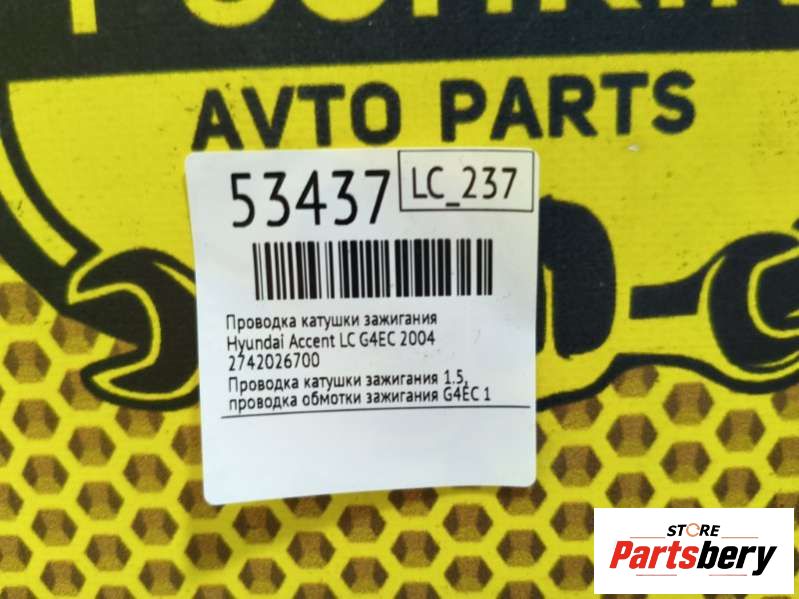 AVTO PARTS
53437 LC_237
Проводка катушки зажигания
Hyundai Accent LC G4EC 2004
2742026700
Проводка катушки зажигания 1.5,
проводка обмотки зажигания G4EC 1
STORE
Partsbery